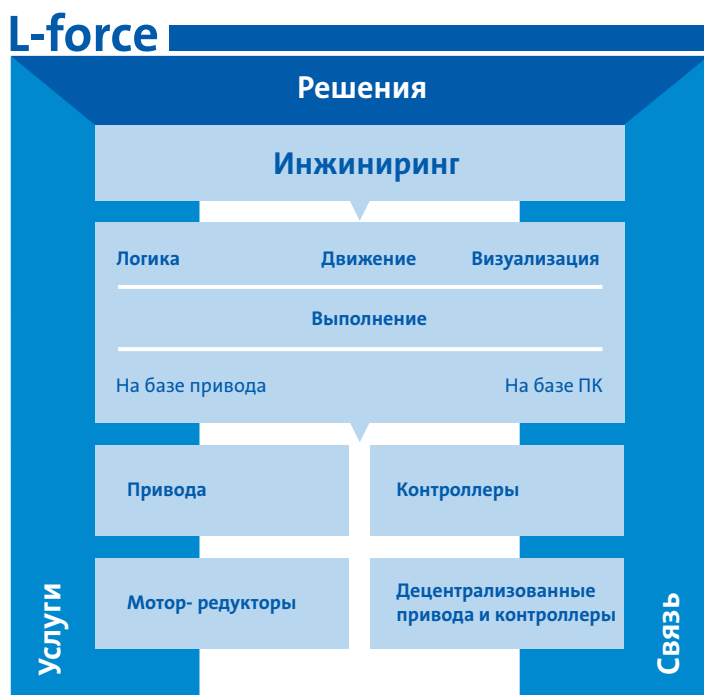 L-force
Решения
Инжиниринг
Логика Движение Визуализация
Выполнение
На базе привода На базе ПК
Привода Контроллеры
Мотор- редукторы
Децентрализованные
привода и контроллеры
Услуги
Связь